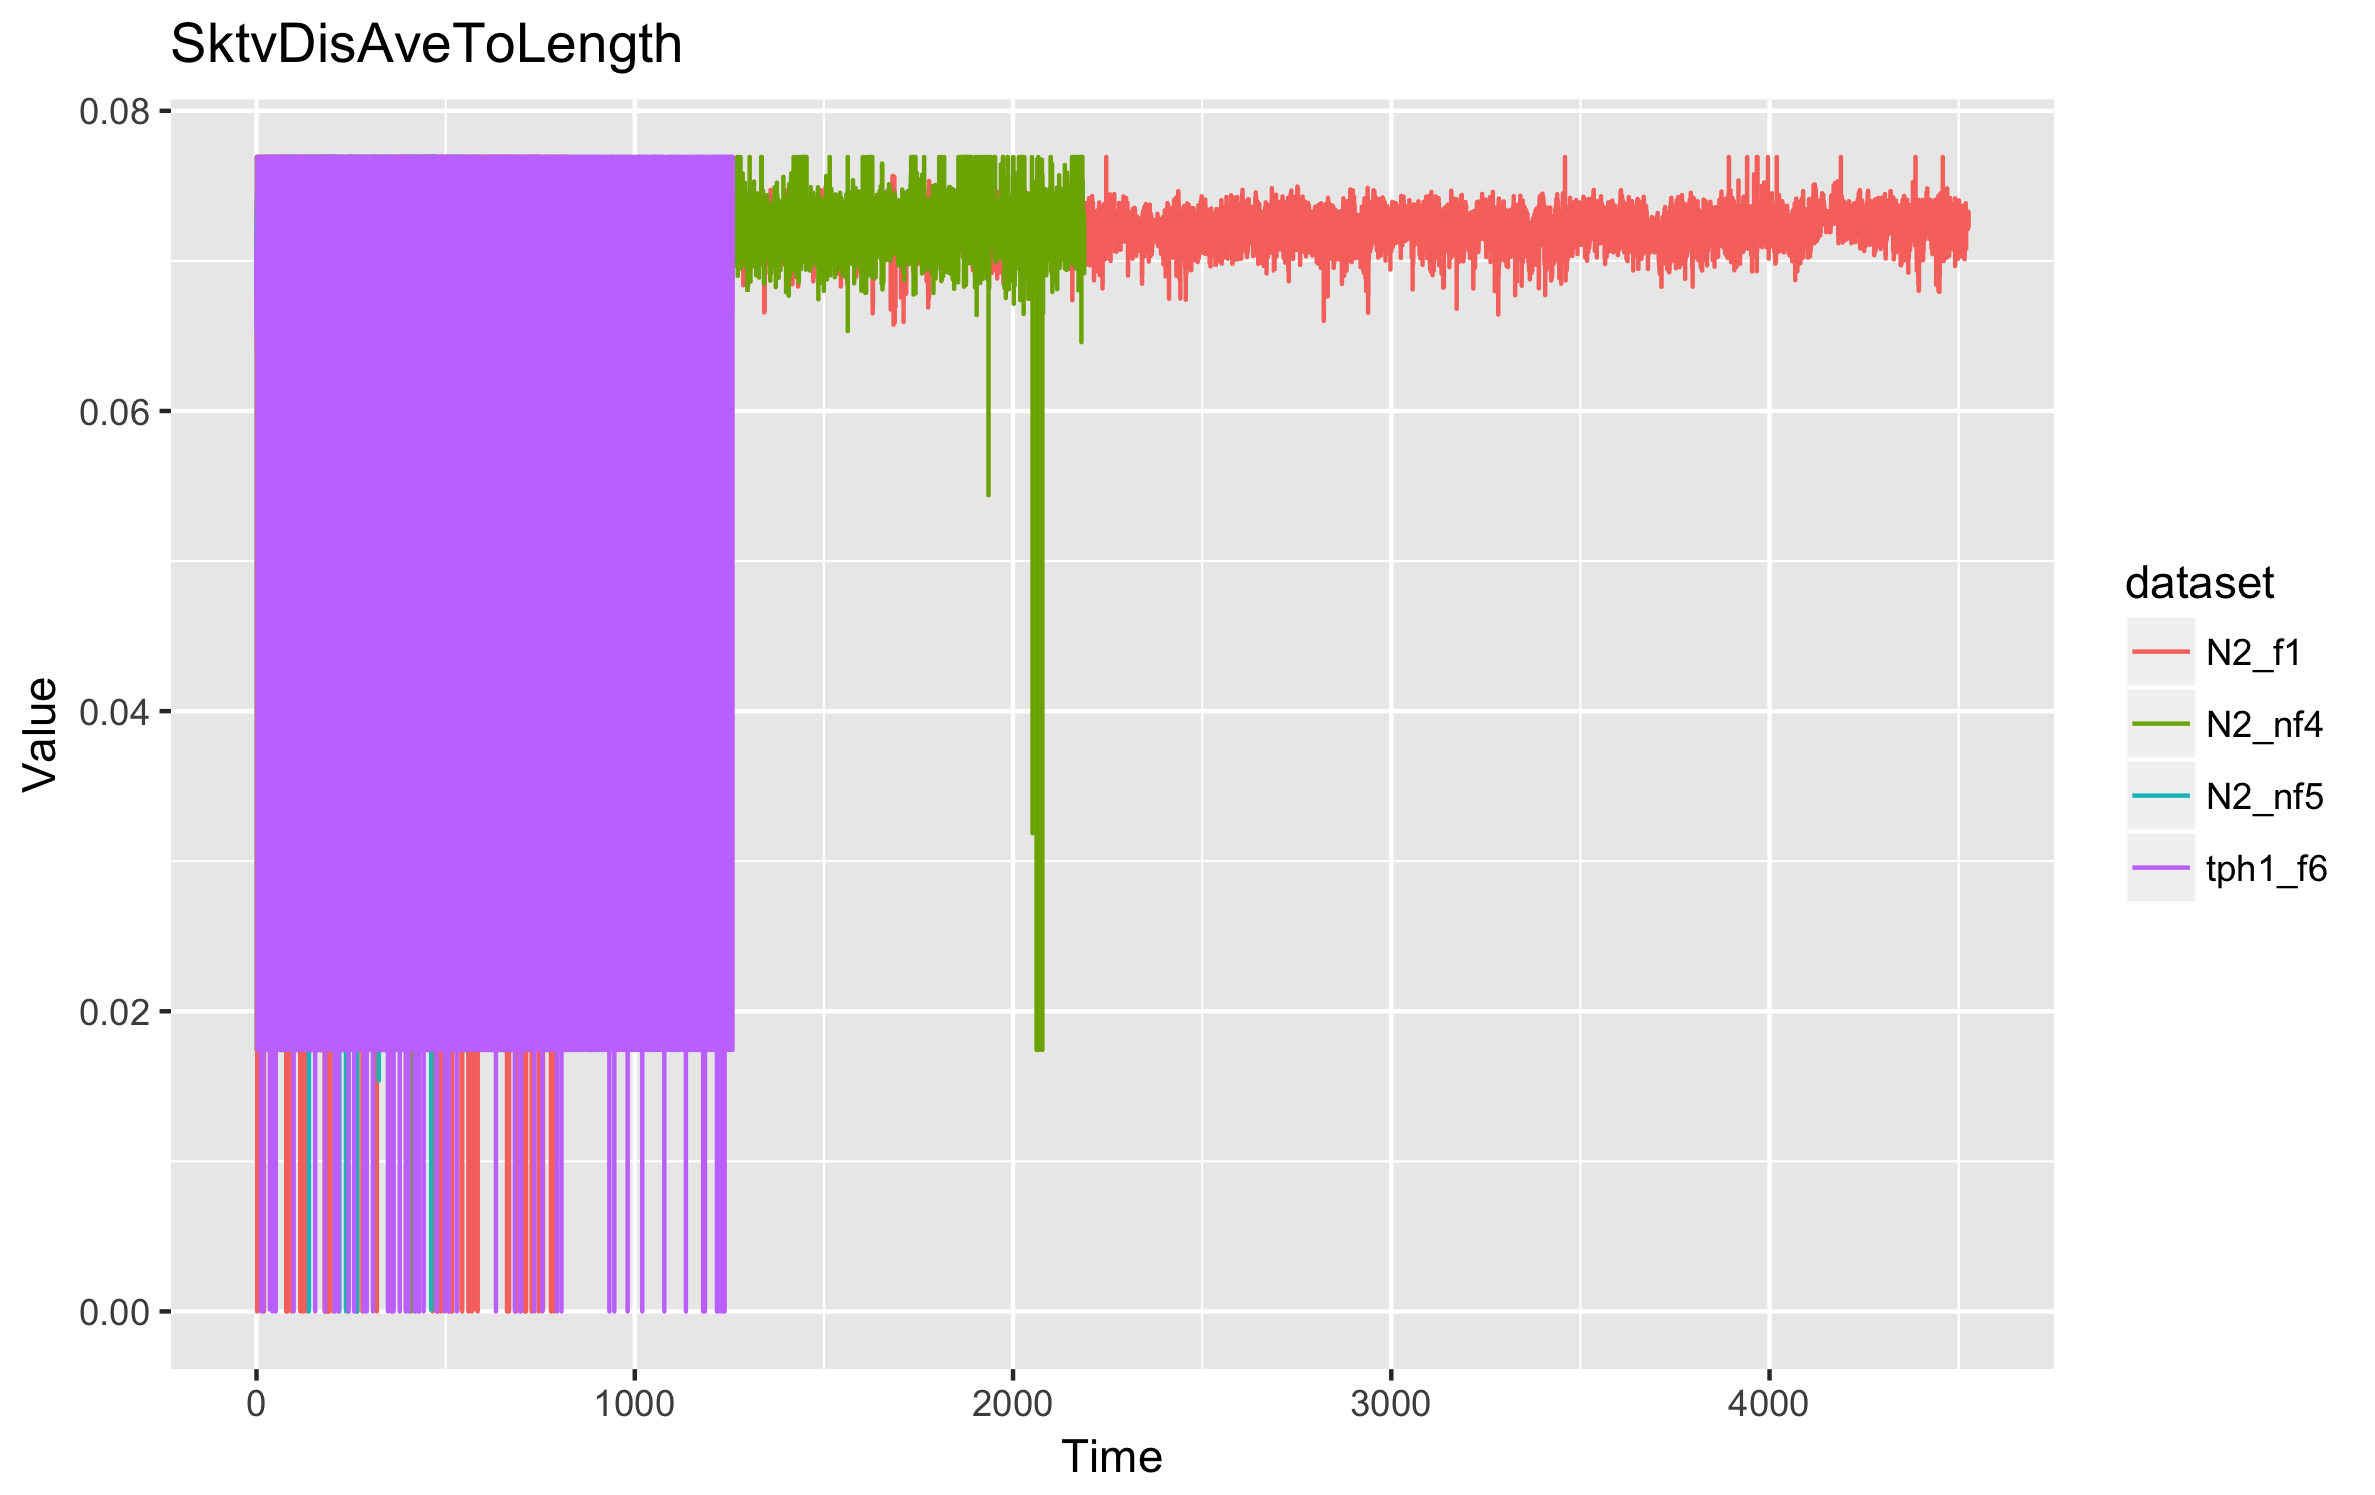 SktvDisAveToLength
0.08
0.06
0.04
0.02
0.00
Value
0
1000
2000
3000
4000
Time
dataset
N2_f1
N2_nf4
N2_nf5
tph1_f6